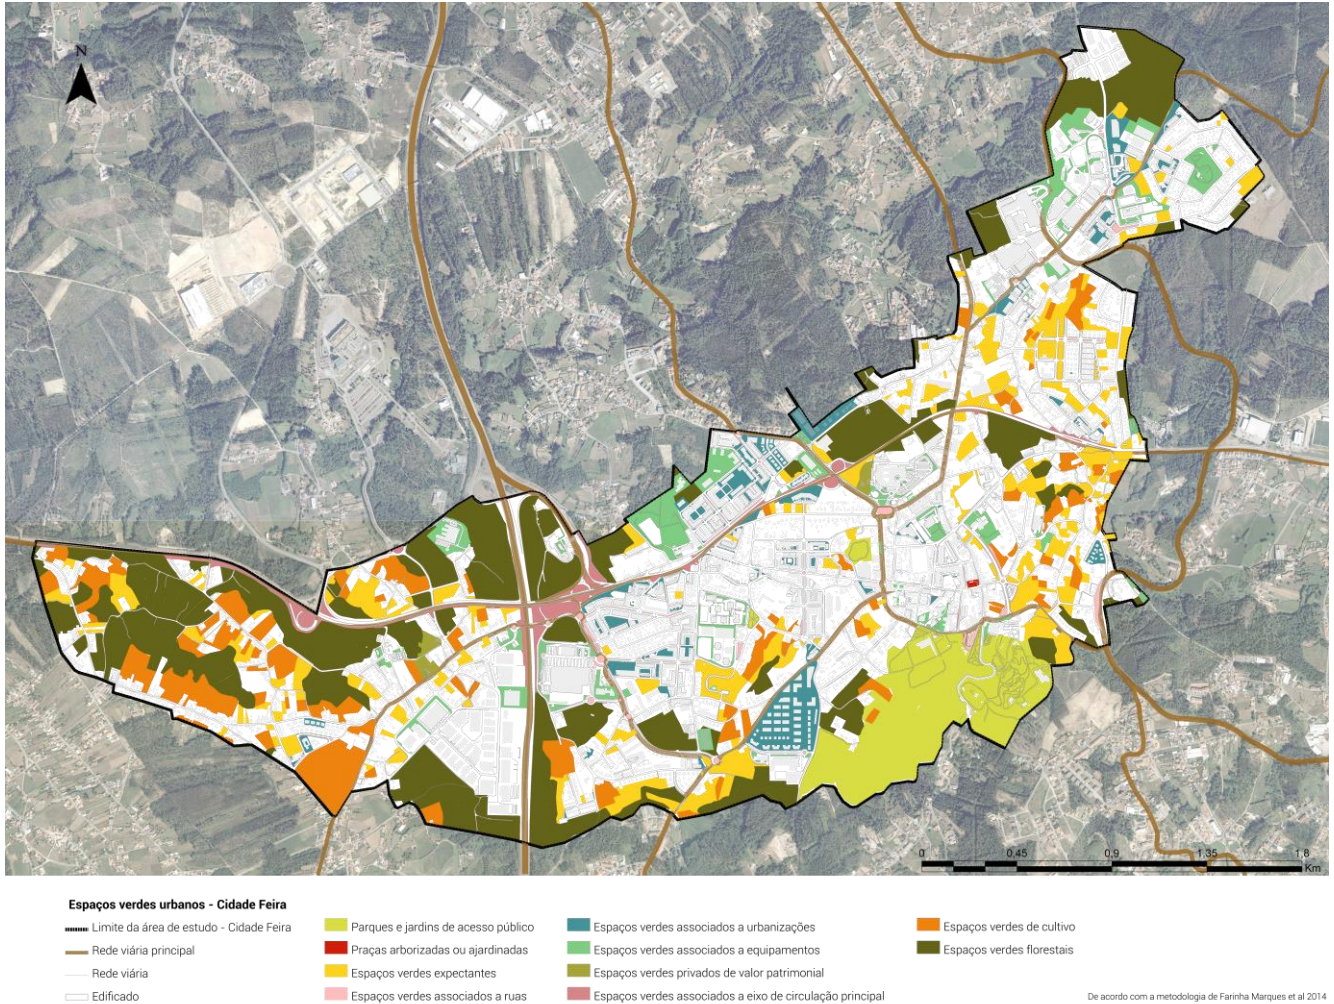 N
0 0.45 0.9 1.35 1.8
Km
Espaços verdes urbanos - Cidade Feira
Limite da área de estudo - Cidade Feira
Rede viária principal
Rede viária
Edificado
Parques e jardins de acesso público
Praças arborizadas ou ajardinadas
Espaços verdes expectantes
Espaços verdes associados a ruas
Espaços verdes associados a urbanizações
Espaços verdes associados a equipamentos
Espaços verdes privados de valor patrimonial
Espaços verdes associados a eixo de circulação principal
Espaços verdes de cultivo
Espaços verdes florestais
De acordo com a metodologia de Farinha Marques et al 2014